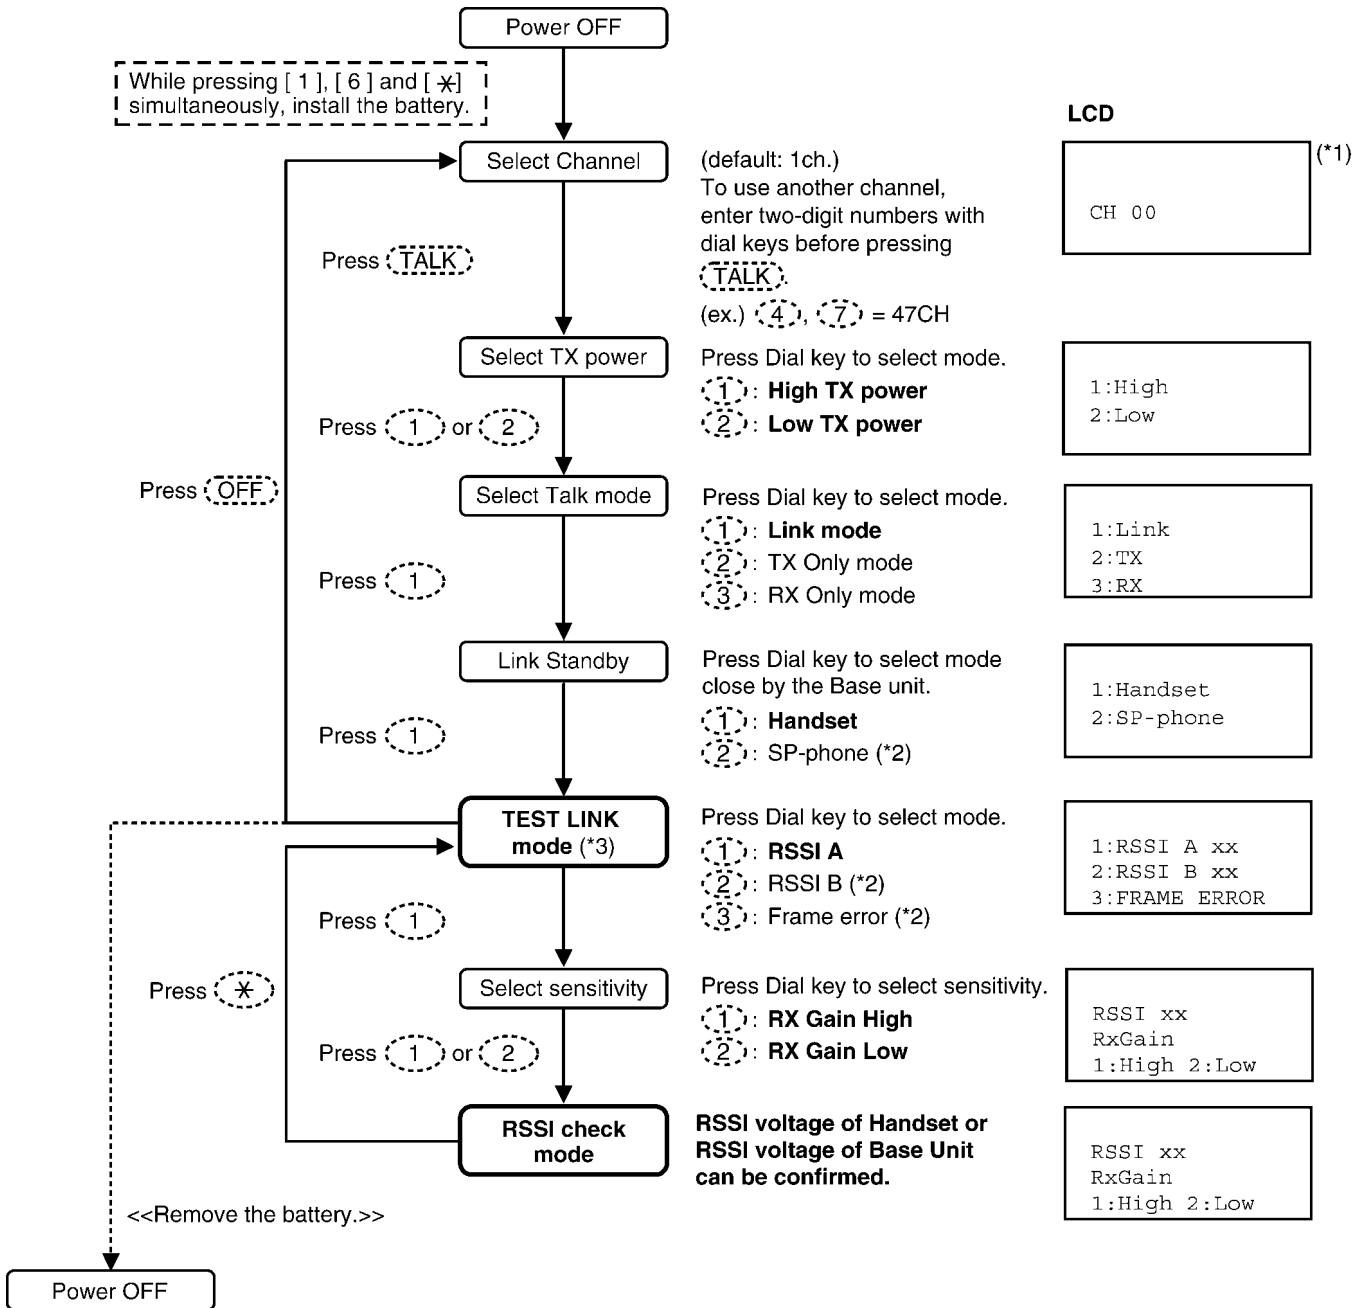 Power OFF
While pressing [ 1 ], [ 6 ] and [ * ]
simultaneously, install the battery.
LCD
Select Channel
(default: 1ch.)
To use another channel,
enter two-digit numbers with
dial keys before pressing
TALK.
(ex.) 4, 7 = 47CH
CH 00
(*1)
Press TALK
Select TX power
Press Dial key to select mode.
1: High TX power
2: Low TX power
1:High
2:Low
Press 1 or 2
Press OFF
Select Talk mode
Press Dial key to select mode.
1: Link mode
2: TX Only mode
3: RX Only mode
1:Link
2:TX
3:RX
Press 1
Link Standby
Press Dial key to select mode
close by the Base unit.
1: Handset
2: SP-phone (*2)
1:Handset
2:SP-phone
Press 1
TEST LINK
mode (*3)
Press Dial key to select mode.
1: RSSI A
2: RSSI B (*2)
3: Frame error (*2)
1:RSSI A xx
2:RSSI B xx
3:FRAME ERROR
Press 1
Press *
Select sensitivity
Press Dial key to select sensitivity.
1: RX Gain High
2: RX Gain Low
RSSI xx
RxGain
1:High 2:Low
Press 1 or 2
RSSI check
mode
RSSI voltage of Handset or
RSSI voltage of Base Unit
can be confirmed.
RSSI xx
RxGain
1:High 2:Low
<<Remove the battery.>>
Power OFF